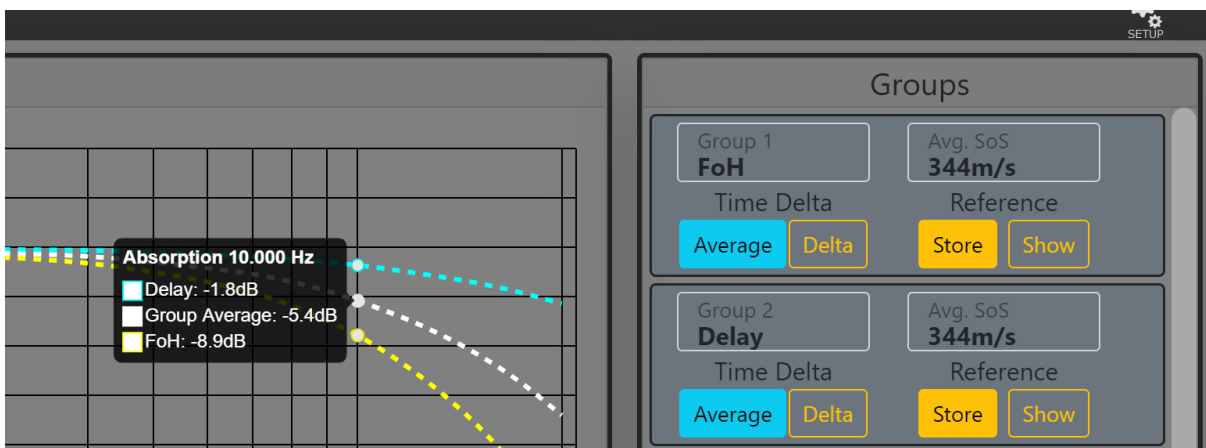 SETUP
Absorption 10.000 Hz
Delay: -1.8dB
Group Average: -5.4dB
FoH: -8.9dB
Groups
Group 1
FoH
Avg. SoS
344m/s
Time Delta
Reference
Average
Delta
Store
Show
Group 2
Delay
Avg. SoS
344m/s
Time Delta
Reference
Average
Delta
Store
Show